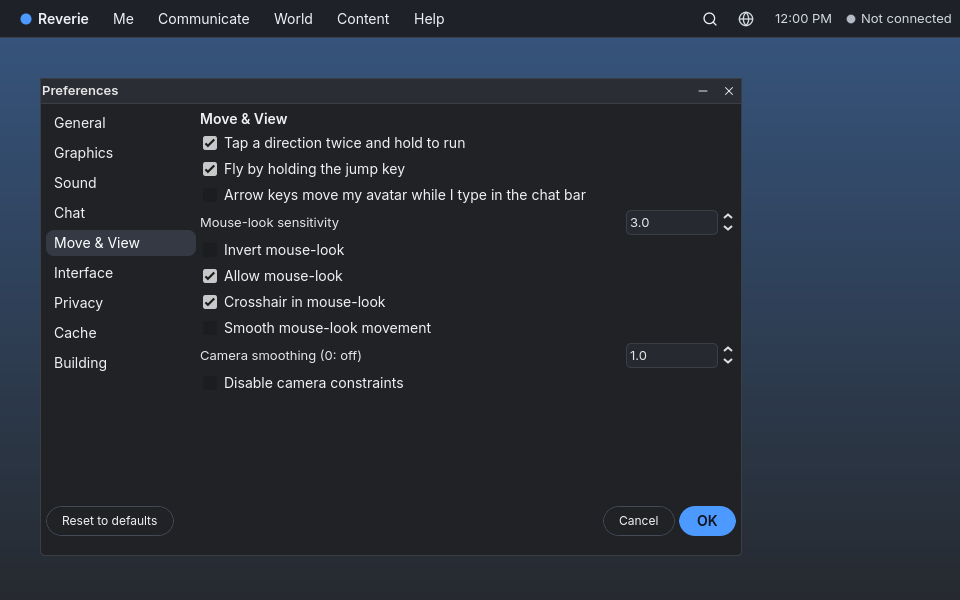 Reverie Me Communicate World Content Help 12:00 PM Not connected
Preferences
General
Graphics
Sound
Chat
Move & View
Interface
Privacy
Cache
Building
Move & View
Tap a direction twice and hold to run
Fly by holding the jump key
Arrow keys move my avatar while I type in the chat bar
Mouse-look sensitivity 3.0
Invert mouse-look
Allow mouse-look
Crosshair in mouse-look
Smooth mouse-look movement
Camera smoothing (0: off) 1.0
Disable camera constraints
Reset to defaults Cancel OK